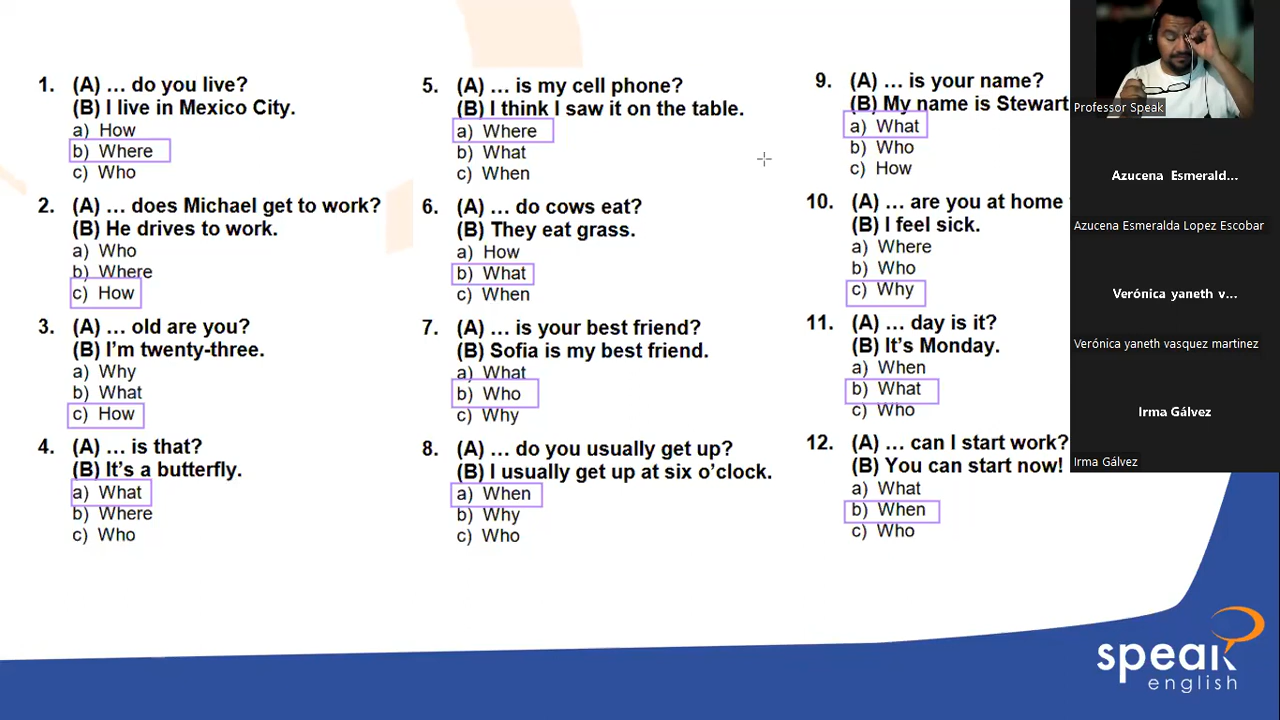 1. (A) … do you live?
(B) I live in Mexico City.
a) How
b) Where
c) Who
2. (A) … does Michael get to work?
(B) He drives to work.
a) Who
b) Where
c) How
3. (A) … old are you?
(B) I'm twenty-three.
a) Why
b) What
c) How
4. (A) … is that?
(B) It's a butterfly.
a) What
b) Where
c) Who
5. (A) … is my cell phone?
(B) I think I saw it on the table.
a) Where
b) What
c) When
6. (A) … do cows eat?
(B) They eat grass.
a) How
b) What
c) When
7. (A) … is your best friend?
(B) Sofia is my best friend.
a) What
b) Who
c) Why
8. (A) … do you usually get up?
(B) I usually get up at six o'clock.
a) When
b) Why
c) Who
9. (A) … is your name?
(B) My name is Stewart
a) What
b) Who
c) How
10. (A) … are you at home
(B) I feel sick.
a) Where
b) Who
c) Why
11. (A) … day is it?
(B) It's Monday.
a) When
b) What
c) Who
12. (A) … can I start work?
(B) You can start now!
a) What
b) When
c) Who
Professor Speak
Azucena Esmerald...
Azucena Esmeralda Lopez Escobar
Verónica yaneth v...
Verónica yaneth vasquez martinez
Irma Gálvez
Irma Gálvez
speak
english